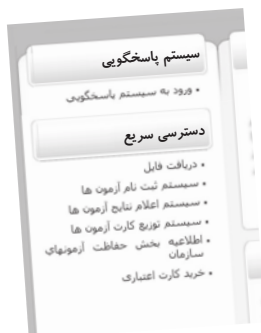 سیستم پاسخگویی
• ورود به سیستم پاسخگویی
دسترسی سریع
• دریافت فایل
• سیستم ثبت نام آزمون ها
• سیستم اعلام نتایج آزمون ها
• سیستم توزیع کارت آزمون ها
• اطلاعیه بخش حفاظت آزمونهای
سازمان
• خرید کارت اعتباری